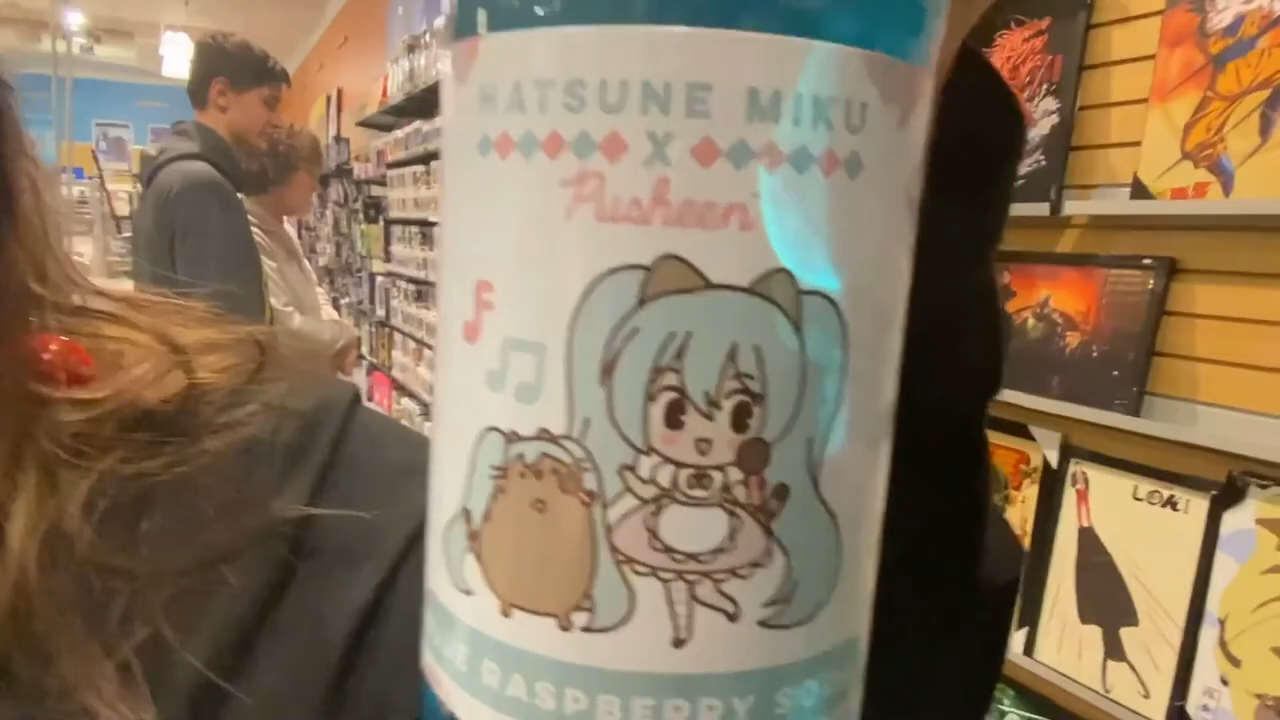 HATSUNE MIKU
X
Pusheen
RASPBERRY
LOKI